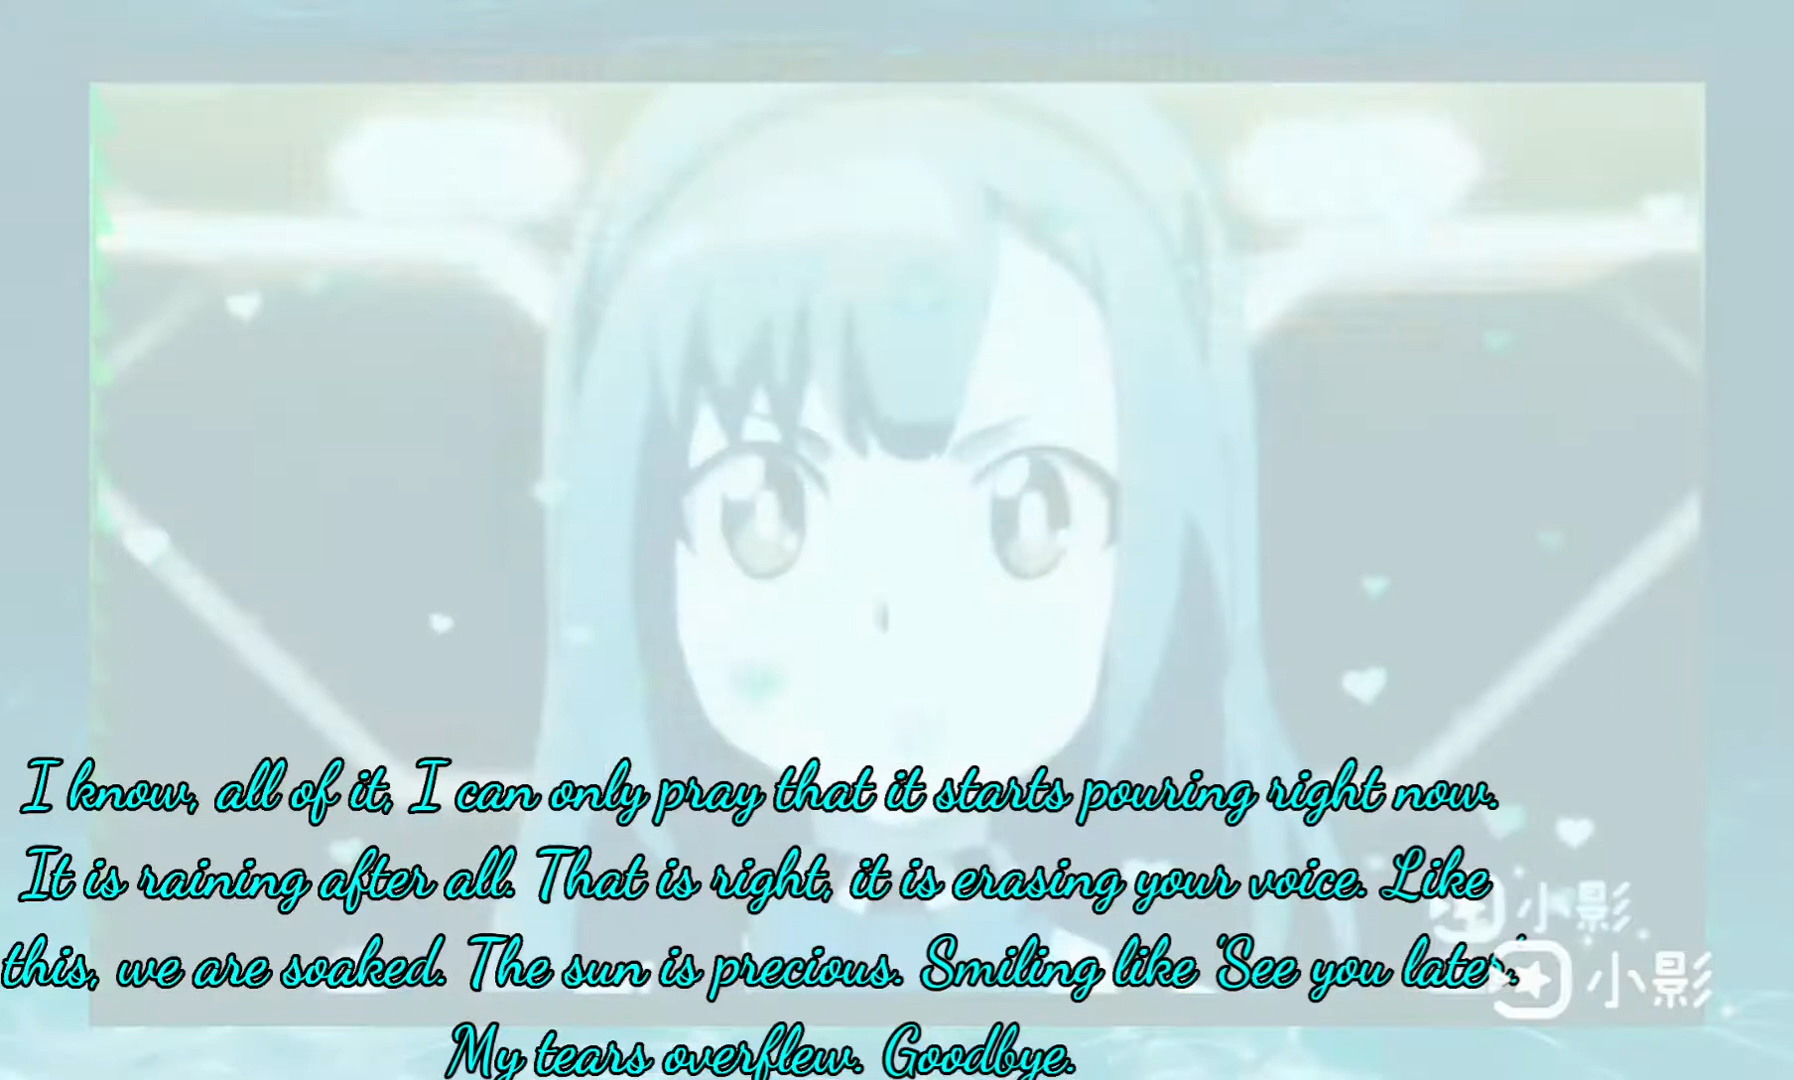 I know, all of it, I can only pray that it starts pouring right now.
It is raining after all. That is right, it is erasing your voice. Like
this, we are soaked. The sun is precious. Smiling like 'See you later.'
My tears overflew. Goodbye.
小影
小影